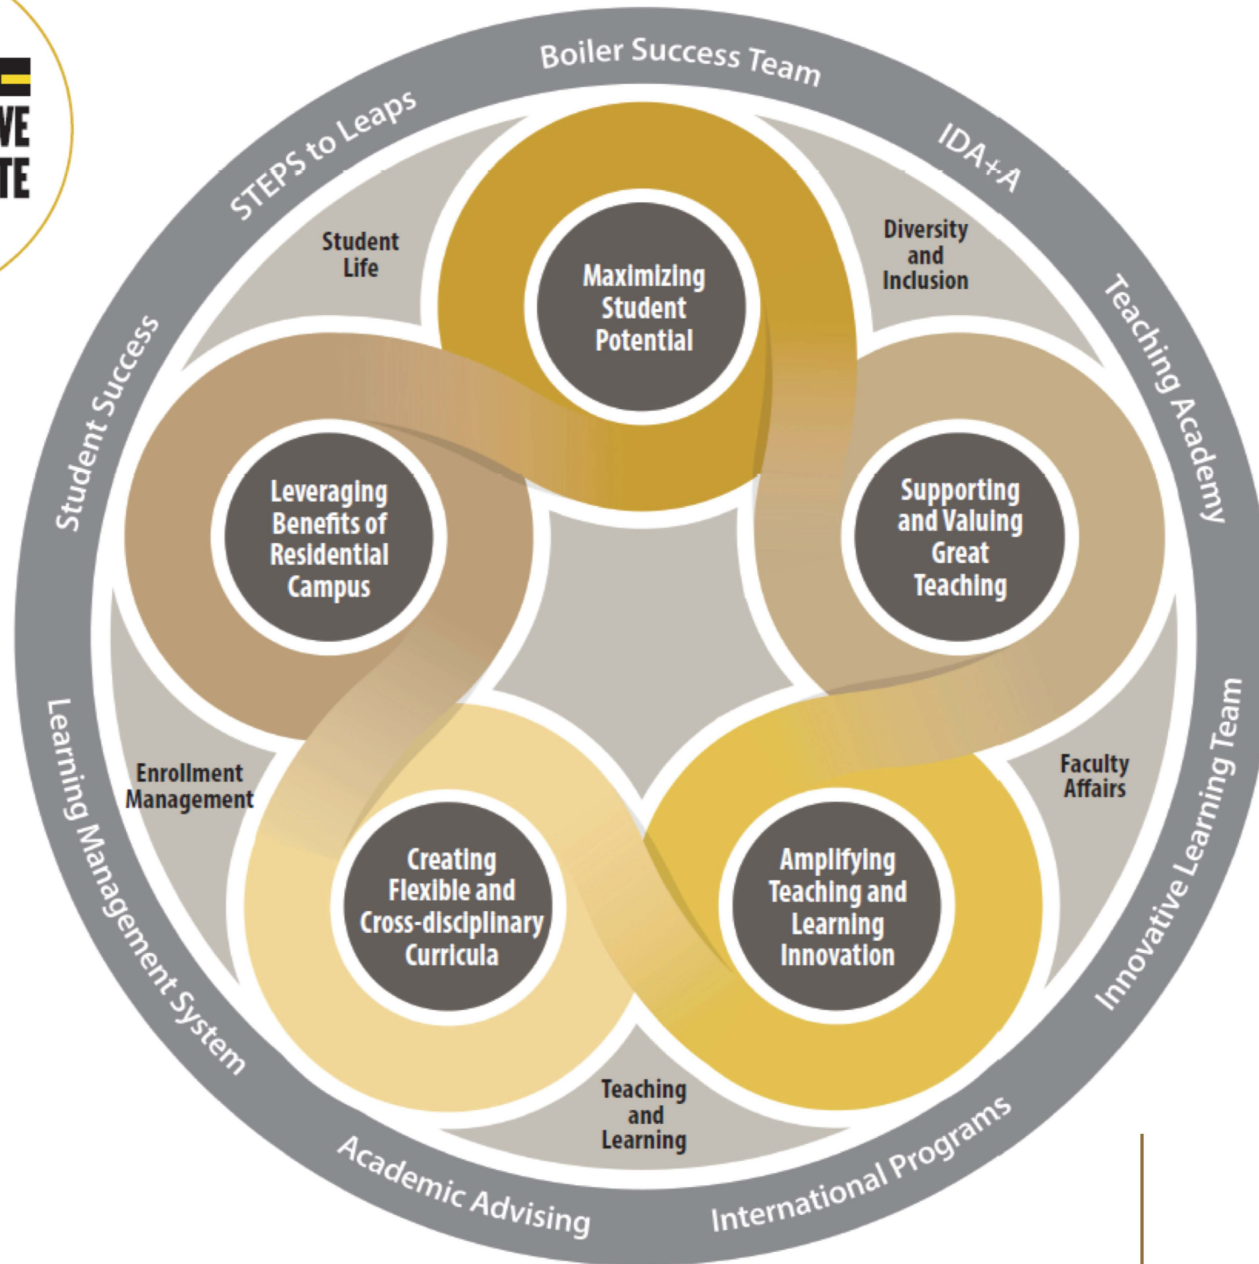 VE
TE
Boiler Success Team
STEPS to Leaps
IDA+A
Student
Life
Diversity
and
Inclusion
Maximizing
Student
Potential
Student Success
Teaching Academy
Leveraging
Benefits of
Residential
Campus
Supporting
and Valuing
Great
Teaching
Learning Management System
Enrollment
Management
Faculty
Affairs
Innovative Learning Team
Creating
Flexible and
Cross-disciplinary
Curricula
Amplifying
Teaching and
Learning
Innovation
Teaching
and
Learning
Academic Advising
International Programs